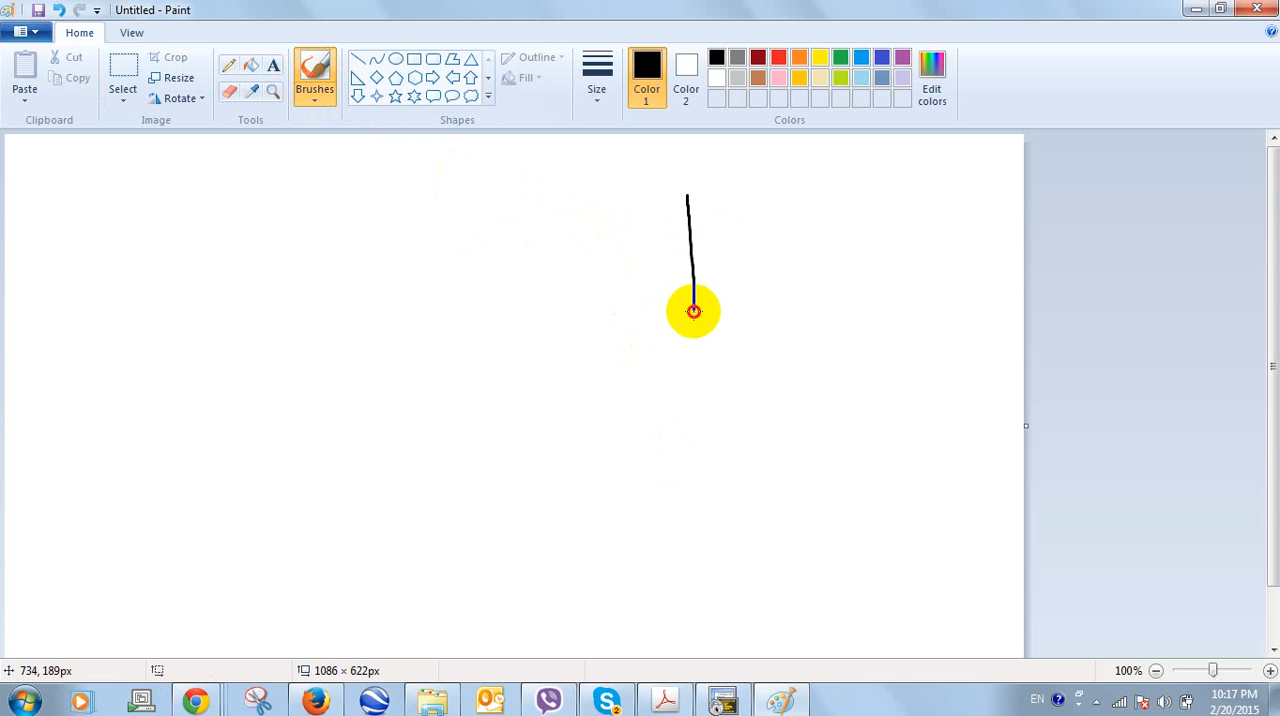 Untitled - Paint
Home View
Paste
Cut
Copy
Clipboard
Select
Crop
Resize
Rotate
Image
A
Tools
Brushes
Outline
Fill
Shapes
Size
Color 1
Color 2
Edit colors
Colors
734, 189px
1086 × 622px
100%
EN
10:17 PM
2/20/2015
2